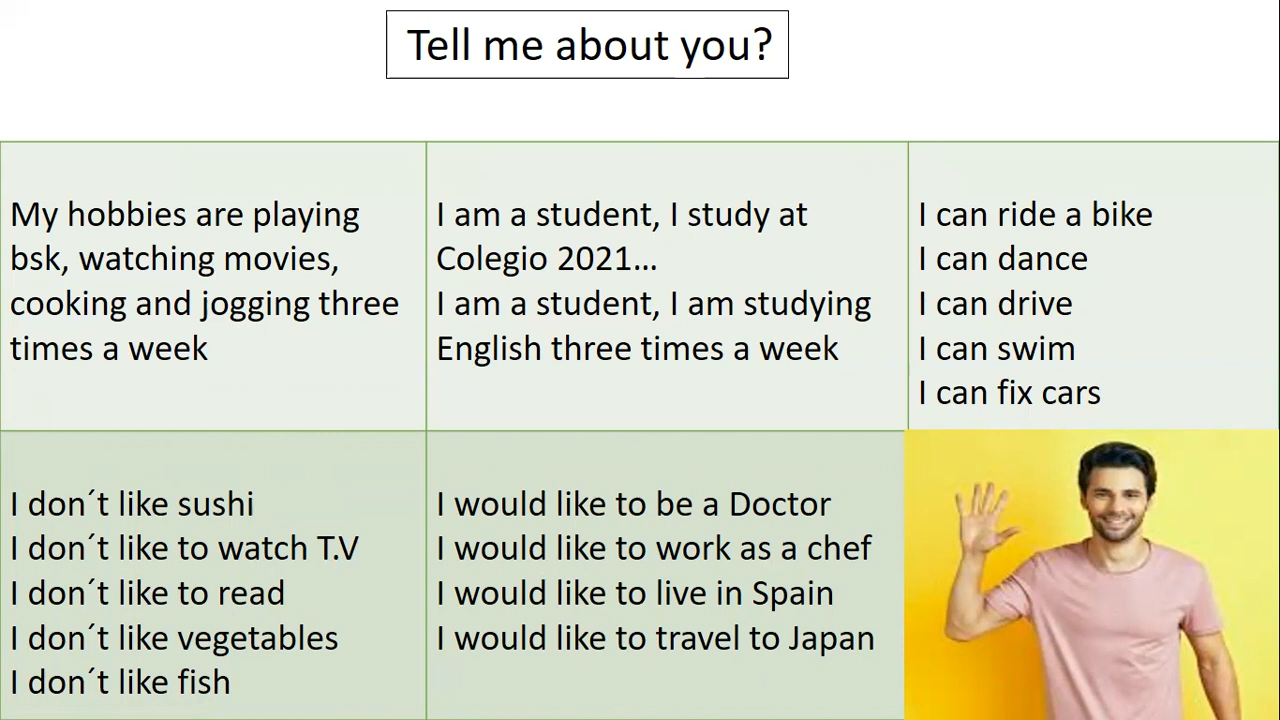 Tell me about you?
My hobbies are playing
bsk, watching movies,
cooking and jogging three
times a week
I am a student, I study at
Colegio 2021…
I am a student, I am studying
English three times a week
I can ride a bike
I can dance
I can drive
I can swim
I can fix cars
I don´t like sushi
I don´t like to watch T.V
I don´t like to read
I don´t like vegetables
I don´t like fish
I would like to be a Doctor
I would like to work as a chef
I would like to live in Spain
I would like to travel to Japan